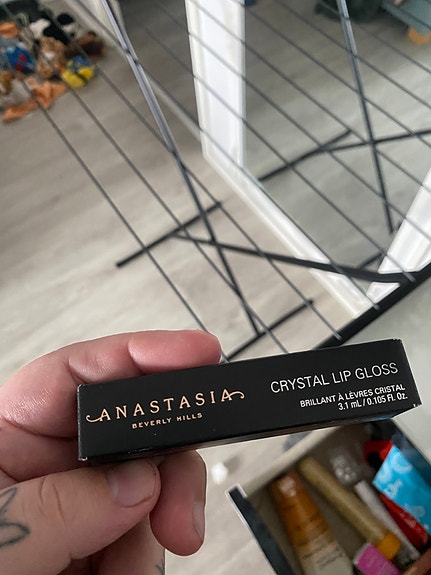 ANASTASIA
BEVERLY HILLS
CRYSTAL LIP GLOSS
BRILLANT À LÈVRES CRISTAL
3.1 mL / 0.105 Fl. Oz.